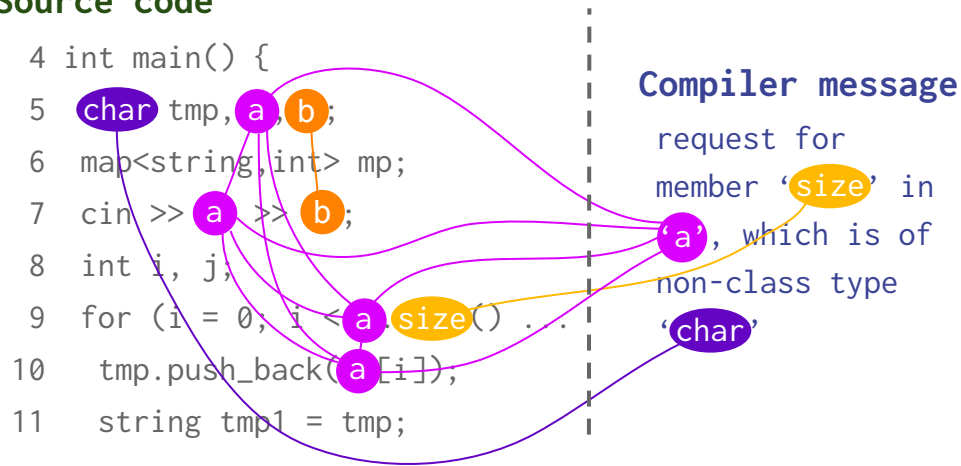 Source code
4 int main() {
5 char tmp,a,b;
6 map<string,int> mp;
7 cin >> a >> b;
8 int i, j;
9 for (i = 0; i < a.size() ...
10 tmp.push_back(a[i]);
11 string tmp1 = tmp;
Compiler message
request for
member ‘size’ in
‘a’, which is of
non-class type
‘char’